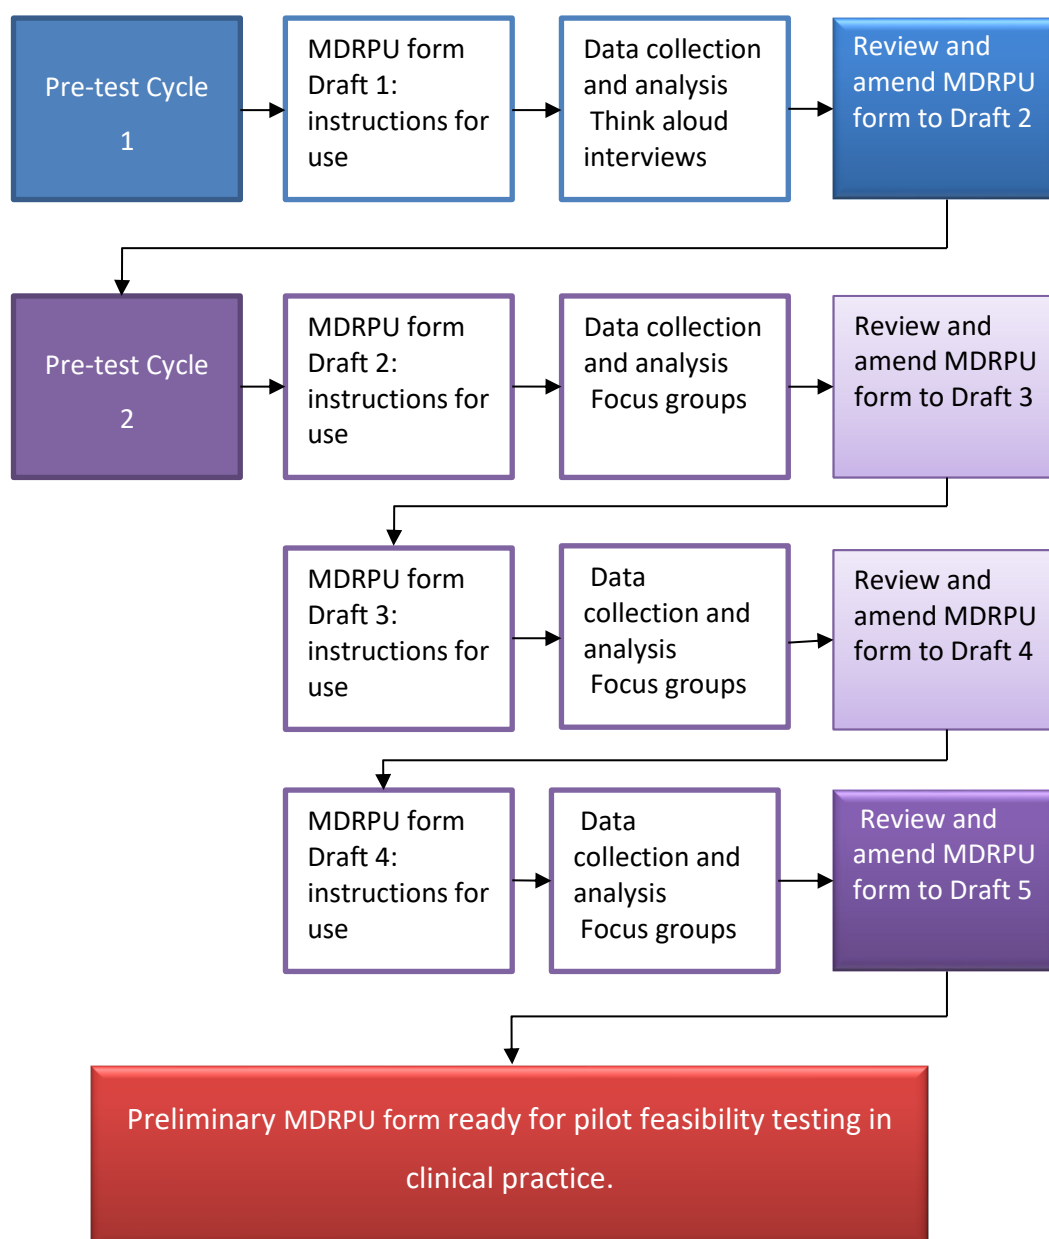 Pre-test Cycle
1
MDRPU form
Draft 1:
instructions for
use
Data collection
and analysis
Think aloud
interviews
Review and
amend MDRPU
form to Draft 2
Pre-test Cycle
2
MDRPU form
Draft 2:
instructions for
use
Data collection
and analysis
Focus groups
Review and
amend MDRPU
form to Draft 3
MDRPU form
Draft 3:
instructions for
use
Data
collection and
analysis
Focus groups
Review and
amend MDRPU
form to Draft 4
MDRPU form
Draft 4:
instructions for
use
Data
collection and
analysis
Focus groups
Review and
amend MDRPU
form to Draft 5
Preliminary MDRPU form ready for pilot feasibility testing in
clinical practice.